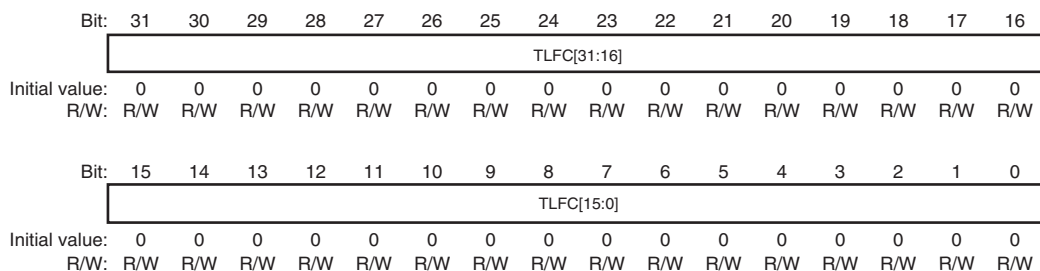 Bit: 31 30 29 28 27 26 25 24 23 22 21 20 19 18 17 16
TLFC[31:16]
Initial value: 0 0 0 0 0 0 0 0 0 0 0 0 0 0 0 0
R/W: R/W R/W R/W R/W R/W R/W R/W R/W R/W R/W R/W R/W R/W R/W R/W R/W
Bit: 15 14 13 12 11 10 9 8 7 6 5 4 3 2 1 0
TLFC[15:0]
Initial value: 0 0 0 0 0 0 0 0 0 0 0 0 0 0 0 0
R/W: R/W R/W R/W R/W R/W R/W R/W R/W R/W R/W R/W R/W R/W R/W R/W R/W